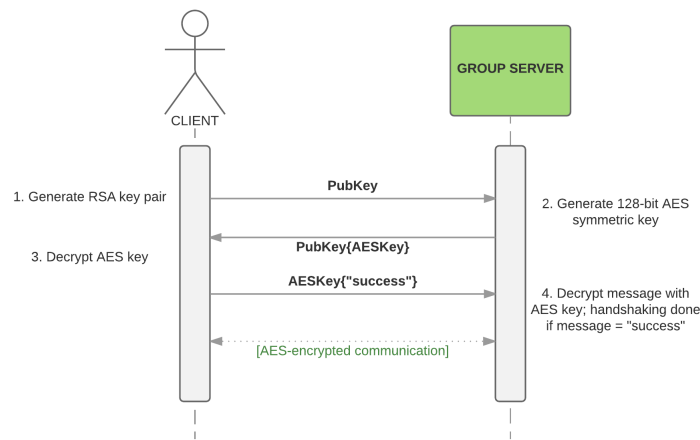 GROUP SERVER
CLIENT
PubKey
1. Generate RSA key pair
2. Generate 128-bit AES
symmetric key
PubKey{AESKey}
3. Decrypt AES key
AESKey{"success"}
4. Decrypt message with
AES key; handshaking done
if message = "success"
[AES-encrypted communication]